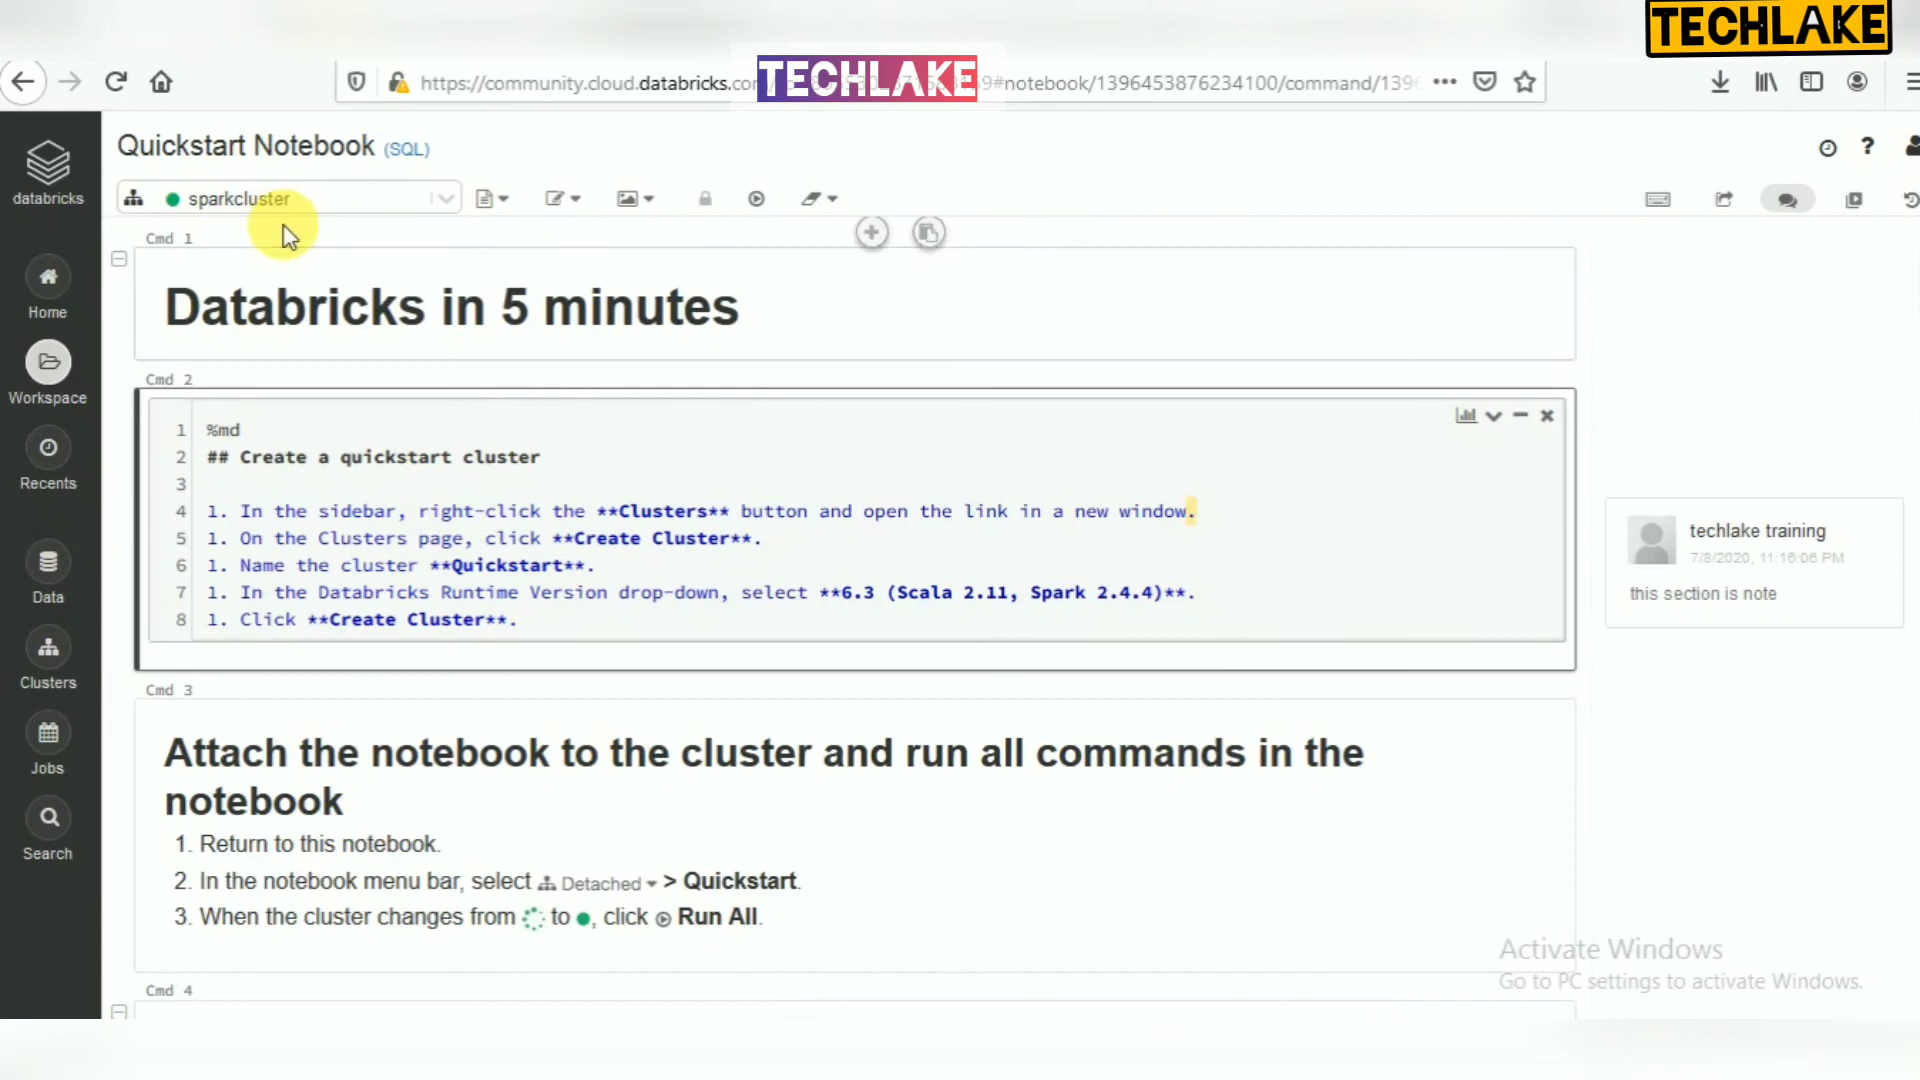 TECHLAKE
https://community.cloud.databricks.co
TECHLAKE
9#notebook/1396453876234100/command/139
databricks
Quickstart Notebook (SQL)
sparkcluster
Cmd 1
Databricks in 5 minutes
Home
Workspace
Recents
Data
Clusters
Jobs
Search
Cmd 2
1 %md
2 ## Create a quickstart cluster
3
4 1. In the sidebar, right-click the **Clusters** button and open the link in a new window.
5 1. On the Clusters page, click **Create Cluster**.
6 1. Name the cluster **Quickstart**.
7 1. In the Databricks Runtime Version drop-down, select **6.3 (Scala 2.11, Spark 2.4.4)**.
8 1. Click **Create Cluster**.
techlake training
7/8/2020, 11:16:06 PM
this section is note
Cmd 3
Attach the notebook to the cluster and run all commands in the
notebook
1. Return to this notebook.
2. In the notebook menu bar, select Detached > Quickstart.
3. When the cluster changes from to , click Run All.
Cmd 4
Activate Windows
Go to PC settings to activate Windows.